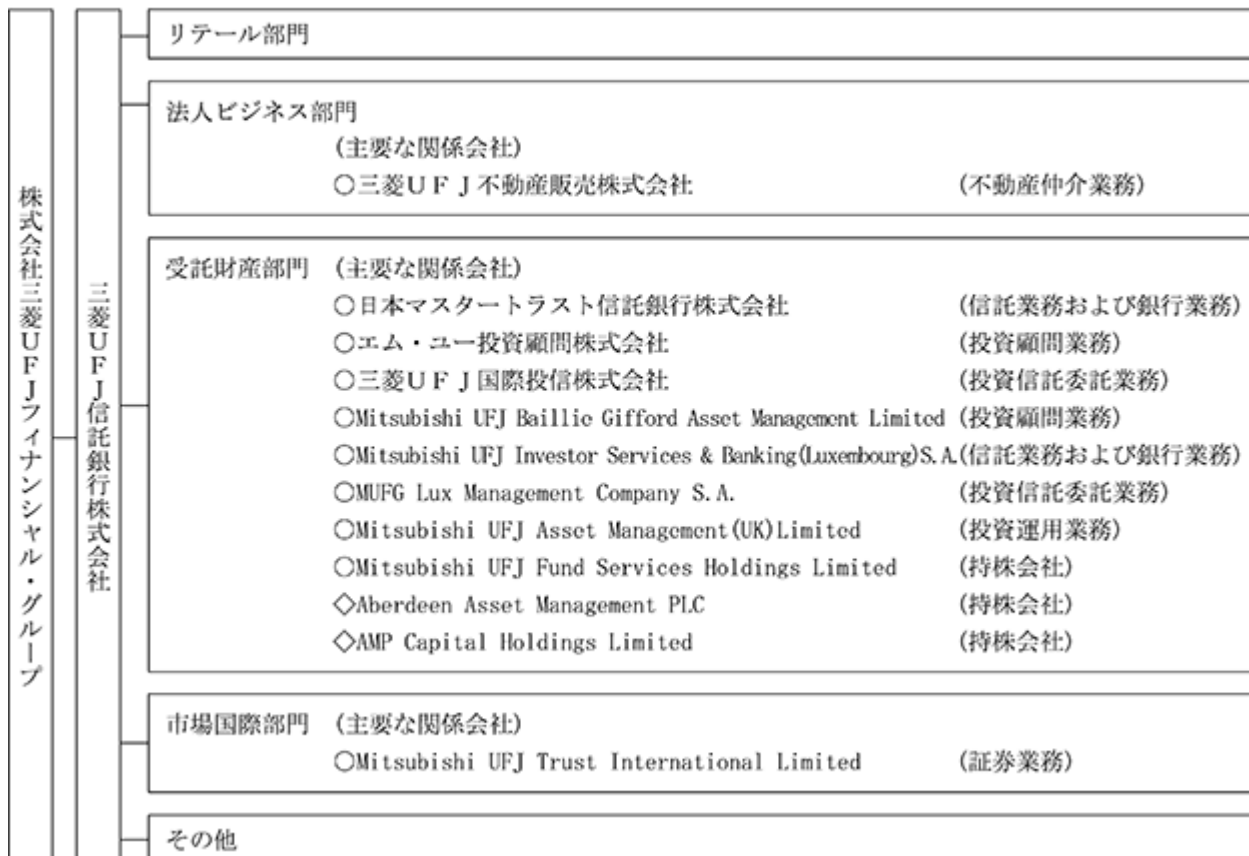 株式会社三菱UFJフィナンシャル・グループ
三菱UFJ信託銀行株式会社
リテール部門
法人ビジネス部門
(主要な関係会社)
○三菱ＵＦＪ不動産販売株式会社 (不動産仲介業務)
受託財産部門 (主要な関係会社)
○日本マスタートラスト信託銀行株式会社 (信託業務および銀行業務)
○エム・ユー投資顧問株式会社 (投資顧問業務)
○三菱ＵＦＪ国際投信株式会社 (投資信託委託業務)
○Mitsubishi UFJ Baillie Gifford Asset Management Limited (投資顧問業務)
○Mitsubishi UFJ Investor Services & Banking(Luxembourg)S.A.(信託業務および銀行業務)
○MUFG Lux Management Company S.A. (投資信託委託業務)
○Mitsubishi UFJ Asset Management(UK)Limited (投資運用業務)
○Mitsubishi UFJ Fund Services Holdings Limited (持株会社)
◇Aberdeen Asset Management PLC (持株会社)
◇AMP Capital Holdings Limited (持株会社)
市場国際部門 (主要な関係会社)
○Mitsubishi UFJ Trust International Limited (証券業務)
その他